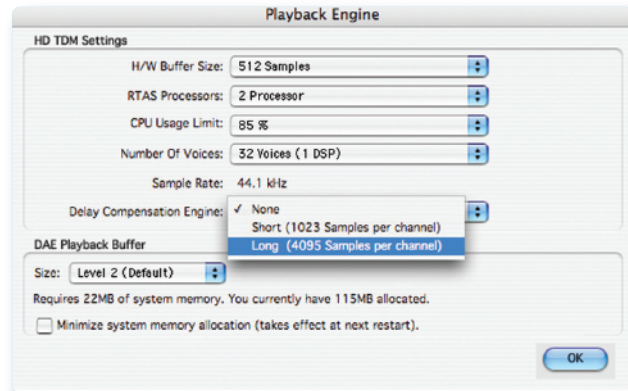 Playback Engine
HD TDM Settings
H/W Buffer Size: 512 Samples
RTAS Processors: 2 Processor
CPU Usage Limit: 85 %
Number Of Voices: 32 Voices (1 DSP)
Sample Rate: 44.1 kHz
Delay Compensation Engine: ✓ None
Short (1023 Samples per channel)
Long (4095 Samples per channel)
DAE Playback Buffer
Size: Level 2 (Default)
Requires 22MB of system memory. You currently have 115MB allocated.
Minimize system memory allocation (takes effect at next restart).
OK